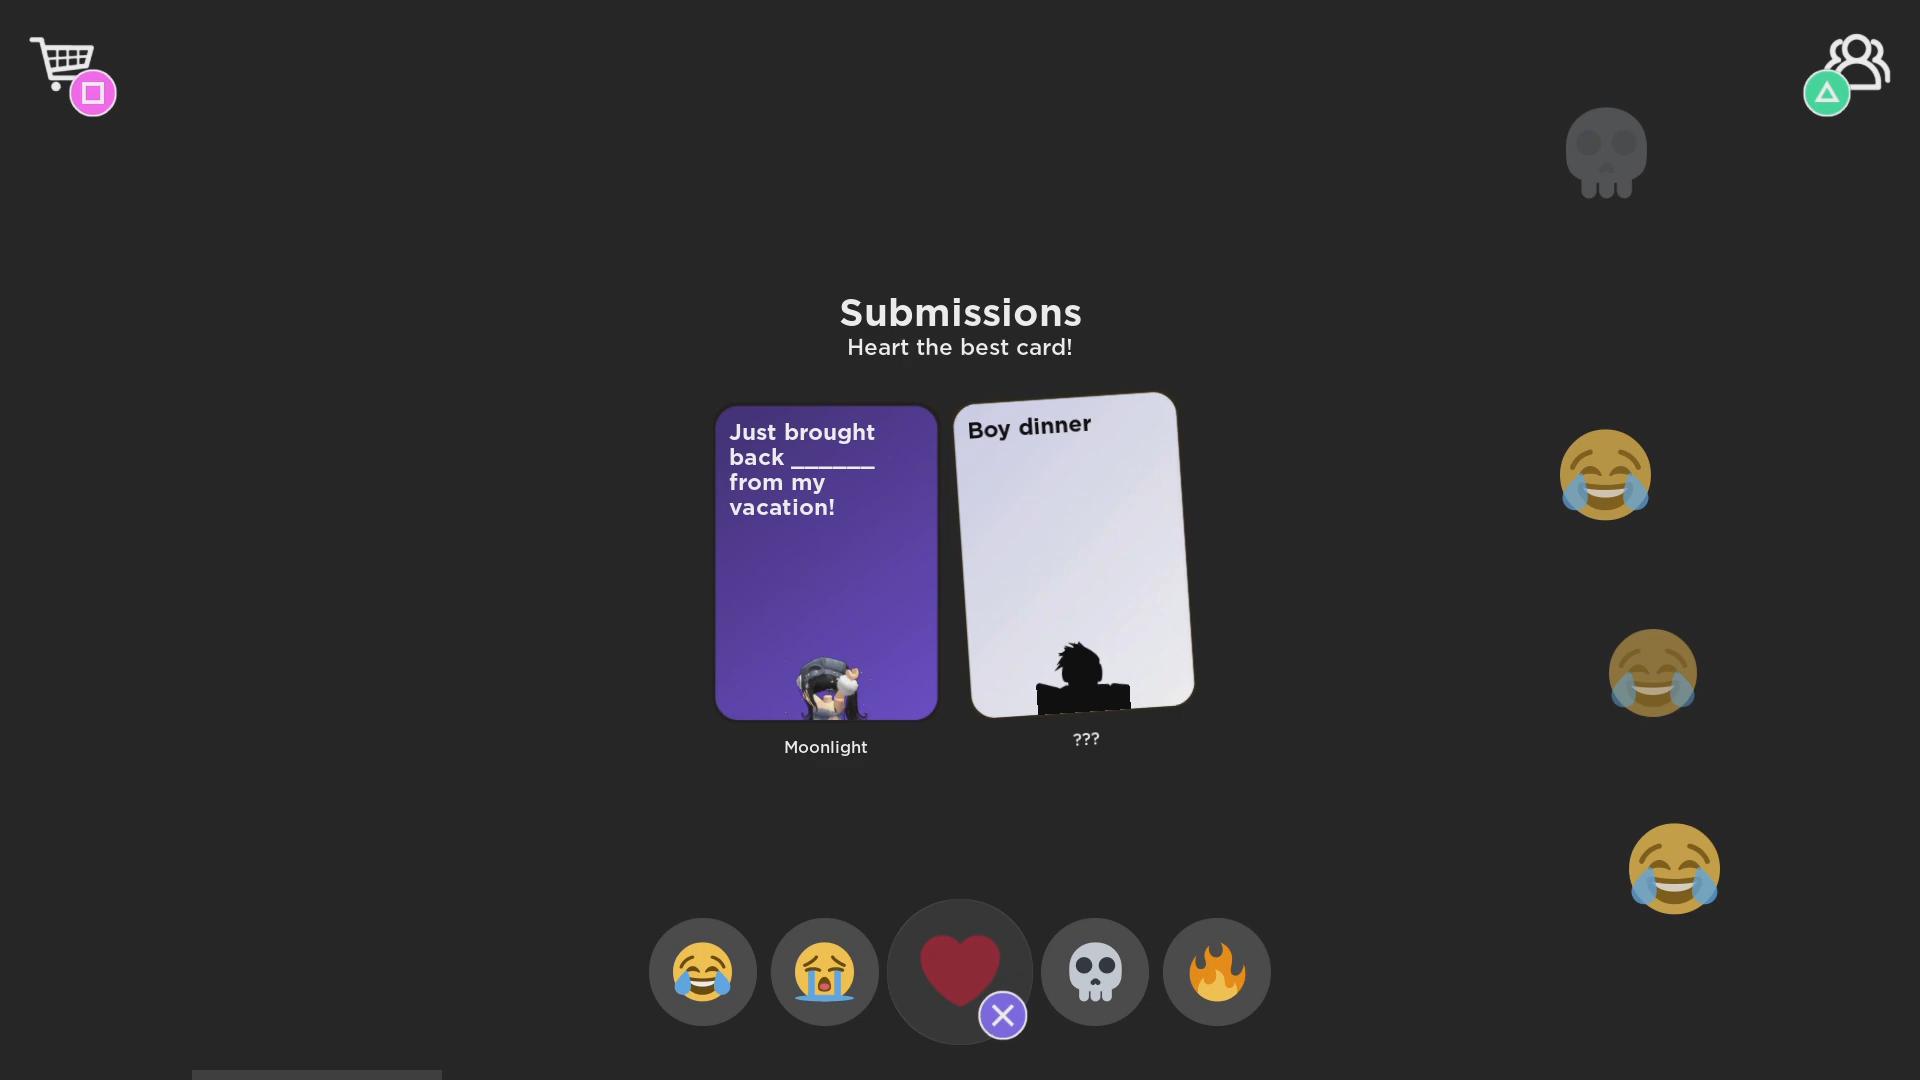 Submissions
Heart the best card!
Just brought
back ______
from my
vacation!
Moonlight
Boy dinner
???